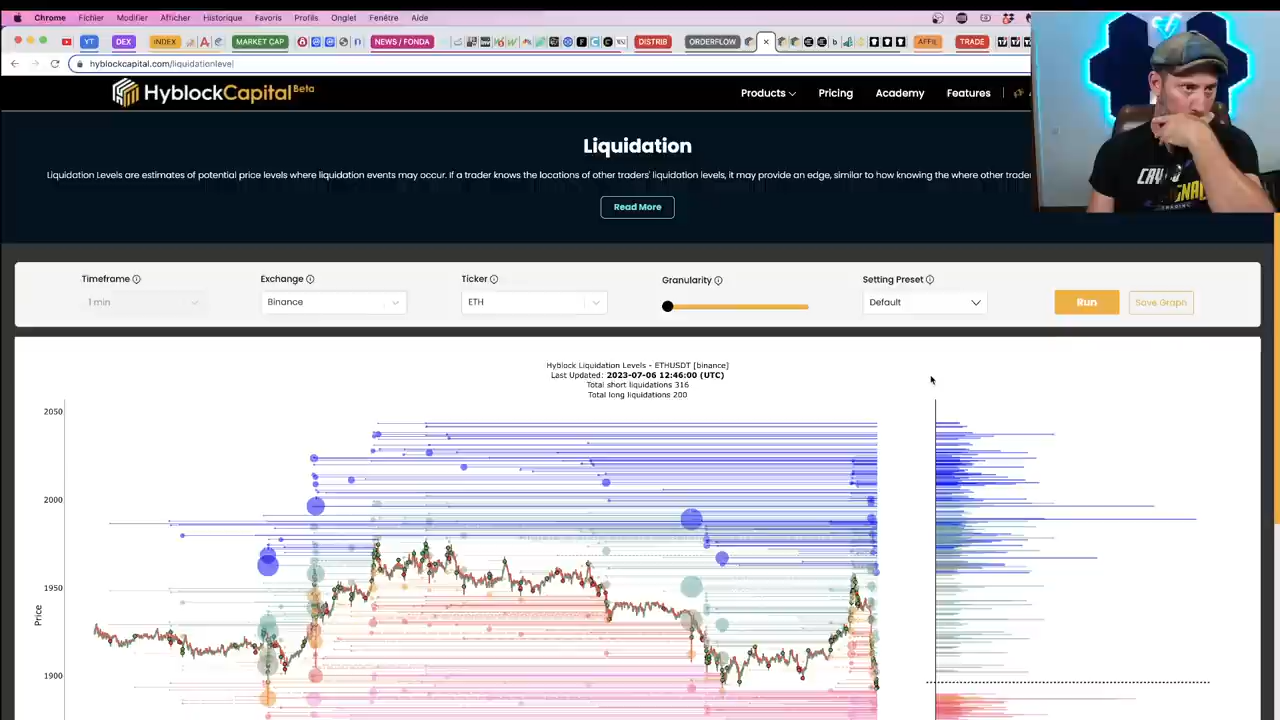 Chrome Fichier Modifier Afficher Historique Favoris Profils Onglet Fenêtre Aide
YT DEX INDEX MARKET CAP NEWS / FONDA DISTRIB ORDERFLOW AFFIL TRADE
hyblockcapital.com/liquidationlevel
HyblockCapital Beta Products Pricing Academy Features
Liquidation
Liquidation Levels are estimates of potential price levels where liquidation events may occur. If a trader knows the locations of other traders' liquidation levels, it may provide an edge, similar to how knowing the where other trader
Read More
Timeframe Exchange Ticker Granularity Setting Preset
1 min Binance ETH Default Run Save Graph
Hyblock Liquidation Levels - ETHUSDT [binance]
Last Updated: 2023-07-06 12:46:00 (UTC)
Total short liquidations 316
Total long liquidations 200
2050
2000
1950
Price
1900